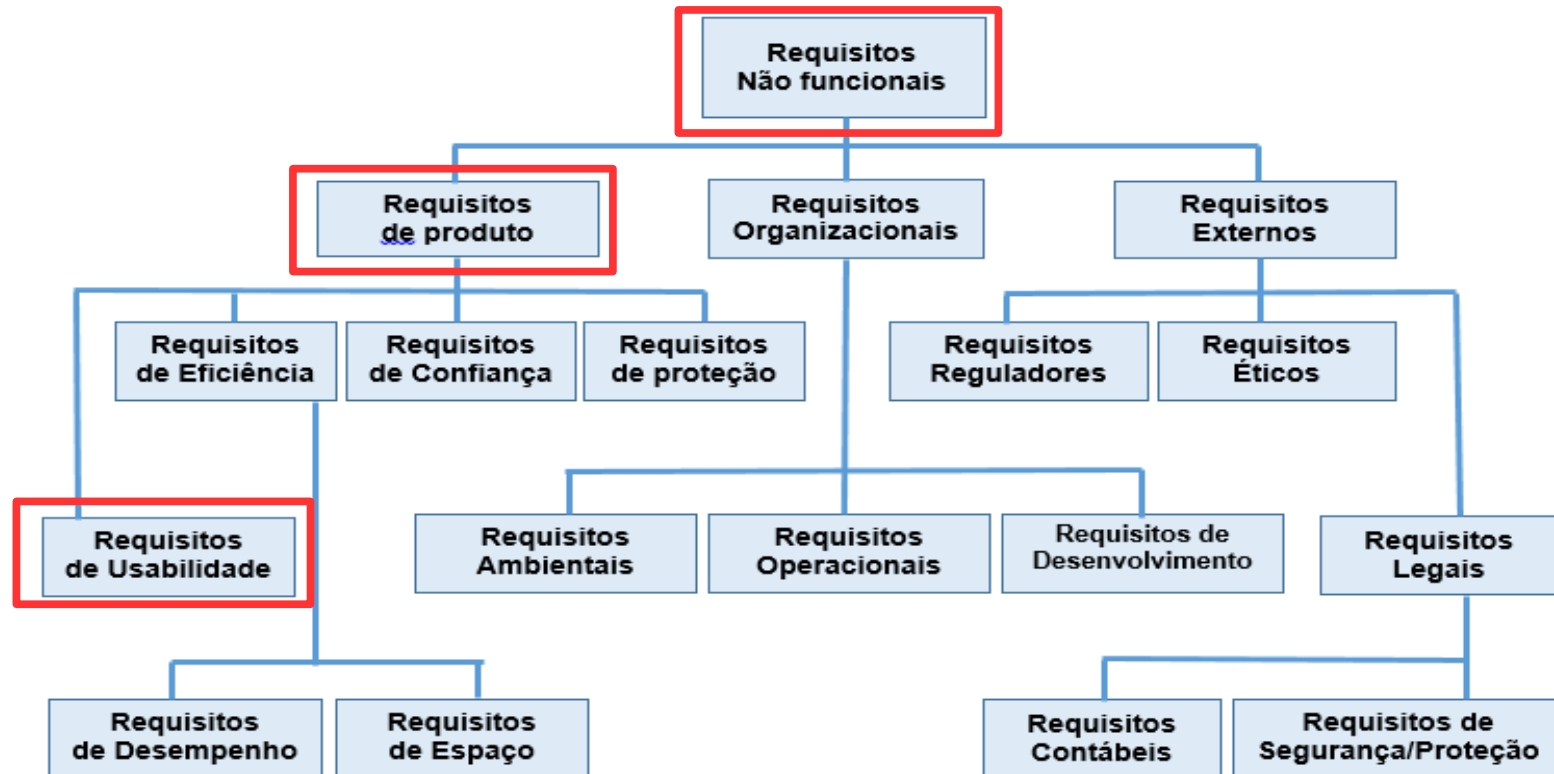 Requisitos
Não funcionais
Requisitos
de produto
Requisitos
Organizacionais
Requisitos
Externos
Requisitos
de Eficiência
Requisitos
de Confiança
Requisitos
de proteção
Requisitos
Reguladores
Requisitos
Éticos
Requisitos
de Usabilidade
Requisitos
Ambientais
Requisitos
Operacionais
Requisitos de
Desenvolvimento
Requisitos
Legais
Requisitos
de Desempenho
Requisitos
de Espaço
Requisitos
Contábeis
Requisitos de
Segurança/Proteção